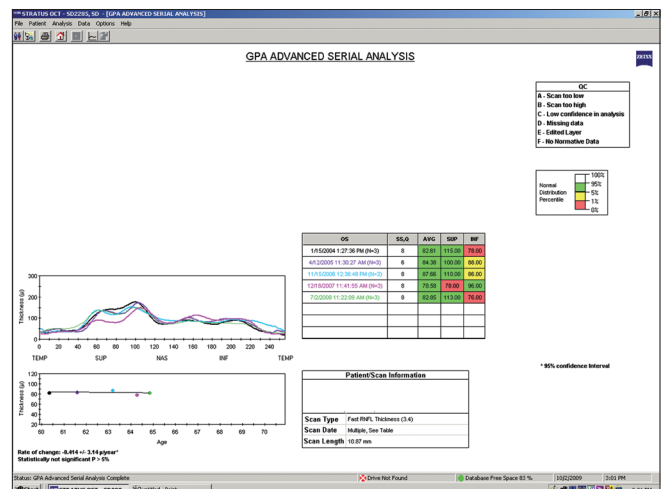 STRATUS OCT - SD2285, SD - [GPA ADVANCED SERIAL ANALYSIS]
File Patient Analysis Data Options Help
GPA ADVANCED SERIAL ANALYSIS
ZEISS
QC
A - Scan too low
B - Scan too high
C - Low confidence in analysis
D - Missing data
E - Edited Layer
F - No Normative Data
Normal Distribution Percentile
100%
95%
5%
1%
0%
OS SS,Q AVG SUP INF
1/15/2004 1:27:36 PM (N=3) 8 82.61 115.00 78.00
4/12/2005 11:30:27 AM (N=3) 6 84.38 100.00 88.00
11/15/2006 12:36:48 PM (N=3) 8 87.66 110.00 86.00
12/18/2007 11:41:55 AM (N=3) 8 78.58 78.00 96.00
7/2/2008 11:22:09 AM (N=3) 8 82.85 113.00 76.00
Thickness (µ)
300
200
100
0
0 20 40 60 80 100 120 140 160 180 200 220 240
TEMP SUP NAS INF TEMP
* 95% confidence Interval
Thickness (µ)
120
100
80
60
40
20
60 61 62 63 64 65 66 67 68 69 70
Age
Rate of change: -0.414 +/- 3.14 µ/year*
Statistically not significant P > 5%
Patient/Scan Information
Scan Type Fast RNFL Thickness (3.4)
Scan Date Multiple, See Table
Scan Length 10.87 mm
Status: GPA Advanced Serial Analysis Complete
Drive Not Found
Database Free Space 83 %
10/2/2009
3:01 PM